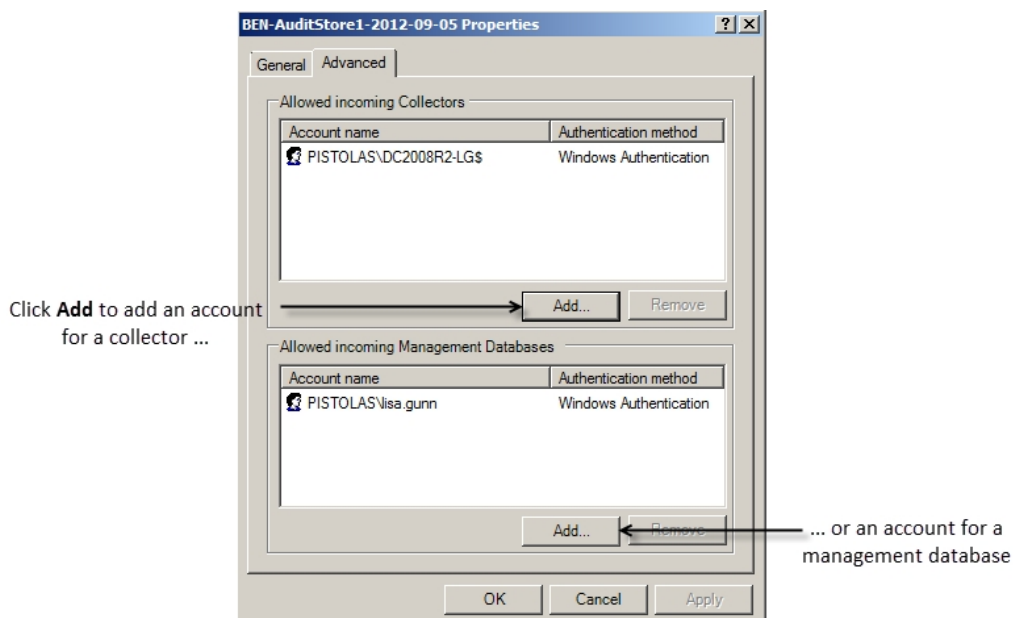 BEN-AuditStore1-2012-09-05 Properties
General Advanced
Allowed incoming Collectors
Account name Authentication method
PISTOLAS\DC2008R2-LG$ Windows Authentication
Click Add to add an account
for a collector ...
Add... Remove
Allowed incoming Management Databases
Account name Authentication method
PISTOLAS\lisa.gunn Windows Authentication
Add... Remove
... or an account for a
management database
OK Cancel Apply